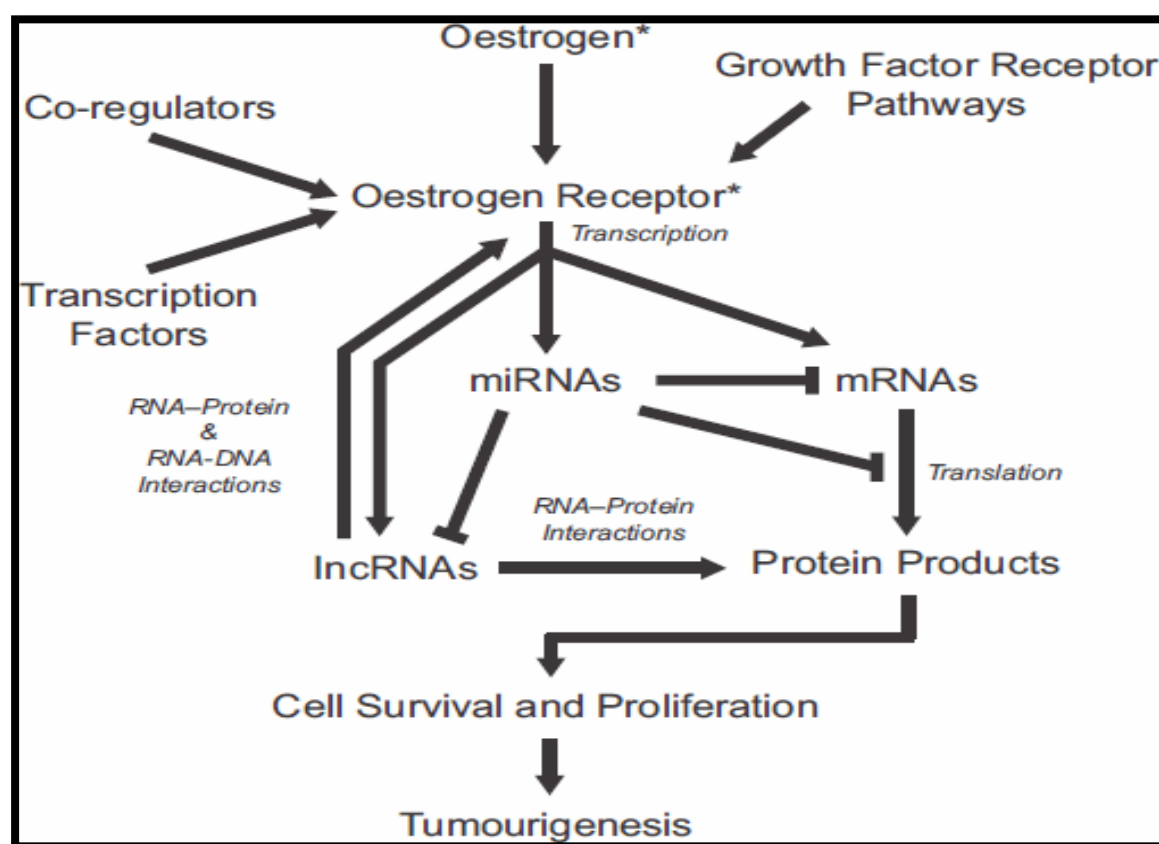 Oestrogen*
Growth Factor Receptor
Pathways
Co-regulators
Oestrogen Receptor*
Transcription
Transcription
Factors
miRNAs
mRNAs
RNA–Protein
&
RNA-DNA
Interactions
Translation
RNA–Protein
Interactions
lncRNAs
Protein Products
Cell Survival and Proliferation
Tumourigenesis